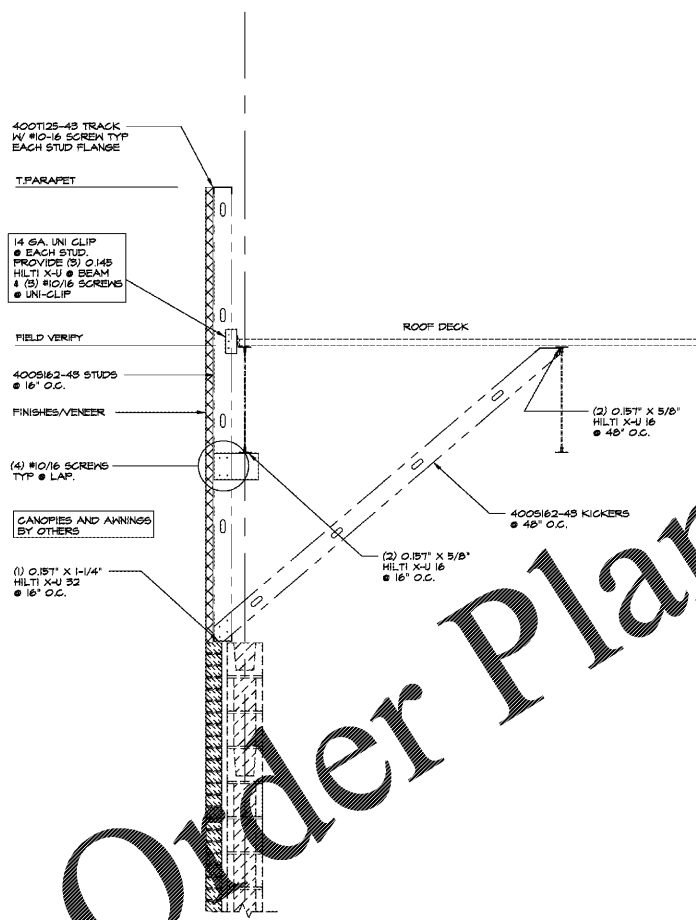 400T125-43 TRACK
W/ #10-16 SCREW TYP
EACH STUD FLANGE
T.PARAPET
14 GA. UNI CLIP
@ EACH STUD.
PROVIDE (3) 0.145
HILTI X-U @ BEAM
& (3) #10/16 SCREWS
@ UNI-CLIP
ROOF DECK
FIELD VERIFY
400S162-43 STUDS
@ 16" O.C.
FINISHES/VENEER
(2) 0.157" X 5/8"
HILTI X-U 16
@ 48" O.C.
(4) #10/16 SCREWS
TYP @ LAP.
400S162-43 KICKERS
@ 48" O.C.
CANOPIES AND AWNINGS
BY OTHERS
(2) 0.157" X 5/8"
HILTI X-U 16
@ 16" O.C.
(1) 0.157" X 1-1/4"
HILTI X-U 32
@ 16" O.C.
Order Plan